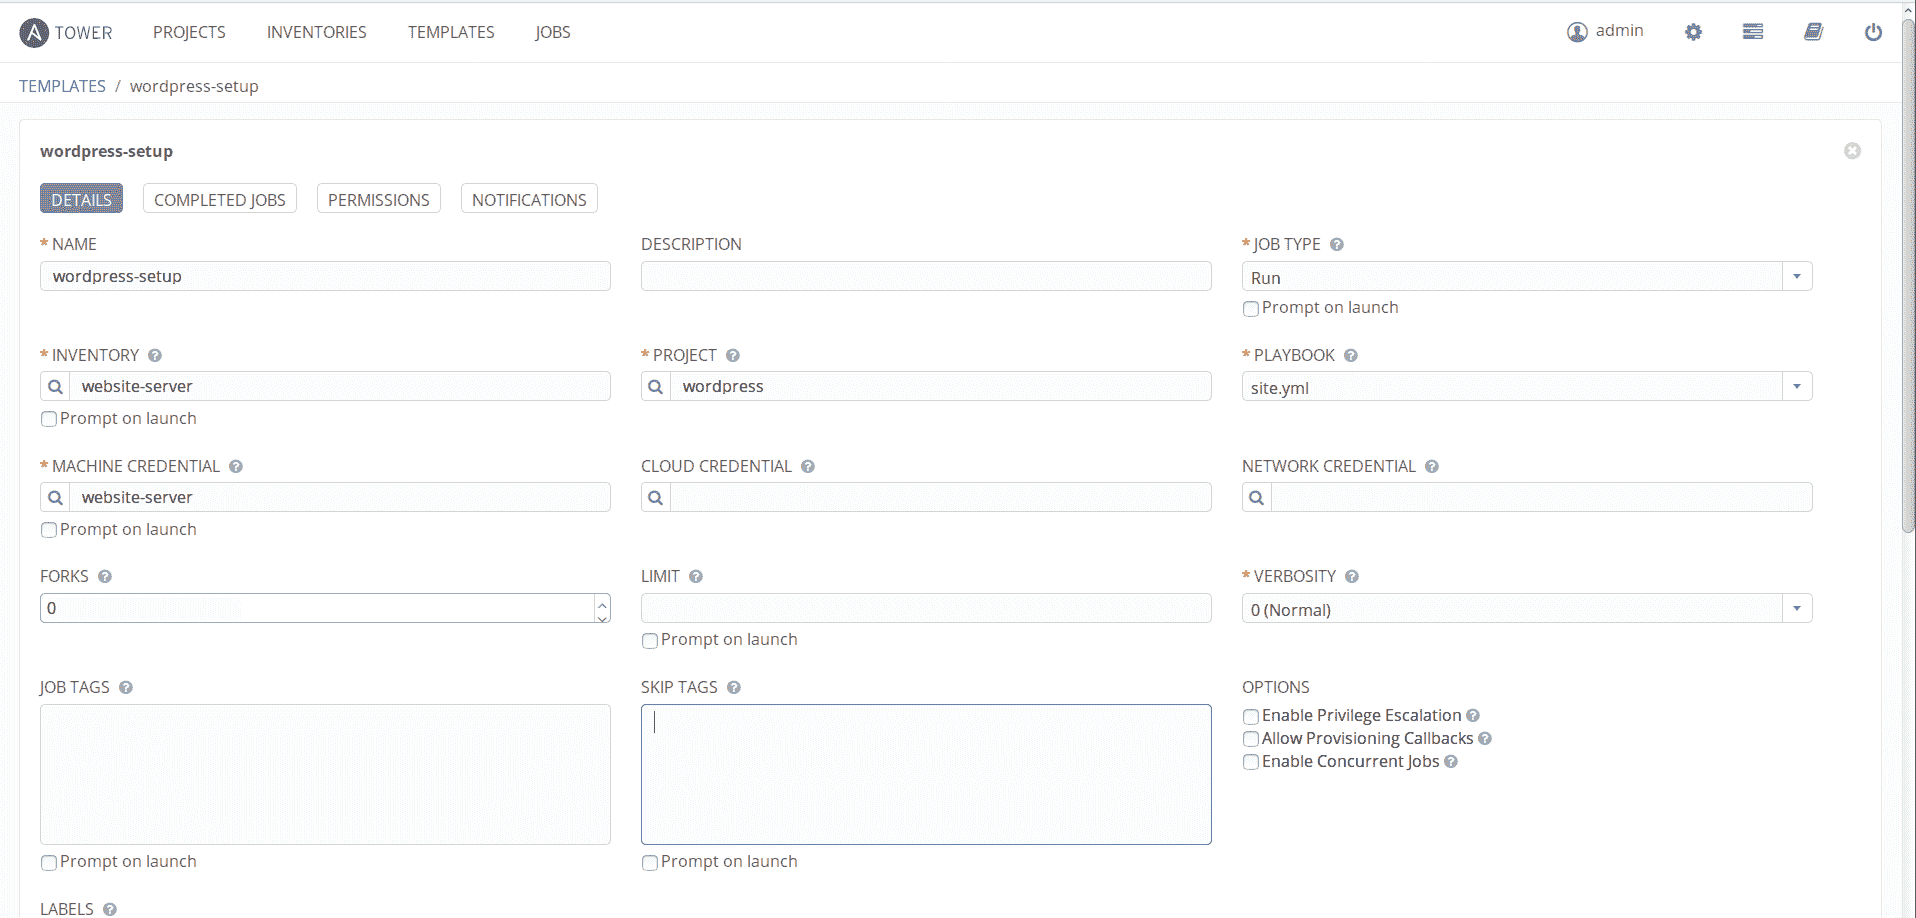 A TOWER PROJECTS INVENTORIES TEMPLATES JOBS admin
TEMPLATES / wordpress-setup
wordpress-setup
DETAILS COMPLETED JOBS PERMISSIONS NOTIFICATIONS
* NAME DESCRIPTION * JOB TYPE ?
wordpress-setup Run
Prompt on launch
* INVENTORY ? * PROJECT ? * PLAYBOOK ?
website-server wordpress site.yml
Prompt on launch
* MACHINE CREDENTIAL ? CLOUD CREDENTIAL ? NETWORK CREDENTIAL ?
website-server
Prompt on launch
FORKS ? LIMIT ? * VERBOSITY ?
0 0 (Normal)
Prompt on launch
JOB TAGS ? SKIP TAGS ? OPTIONS
Enable Privilege Escalation ?
Allow Provisioning Callbacks ?
Enable Concurrent Jobs ?
Prompt on launch Prompt on launch
LABELS ?